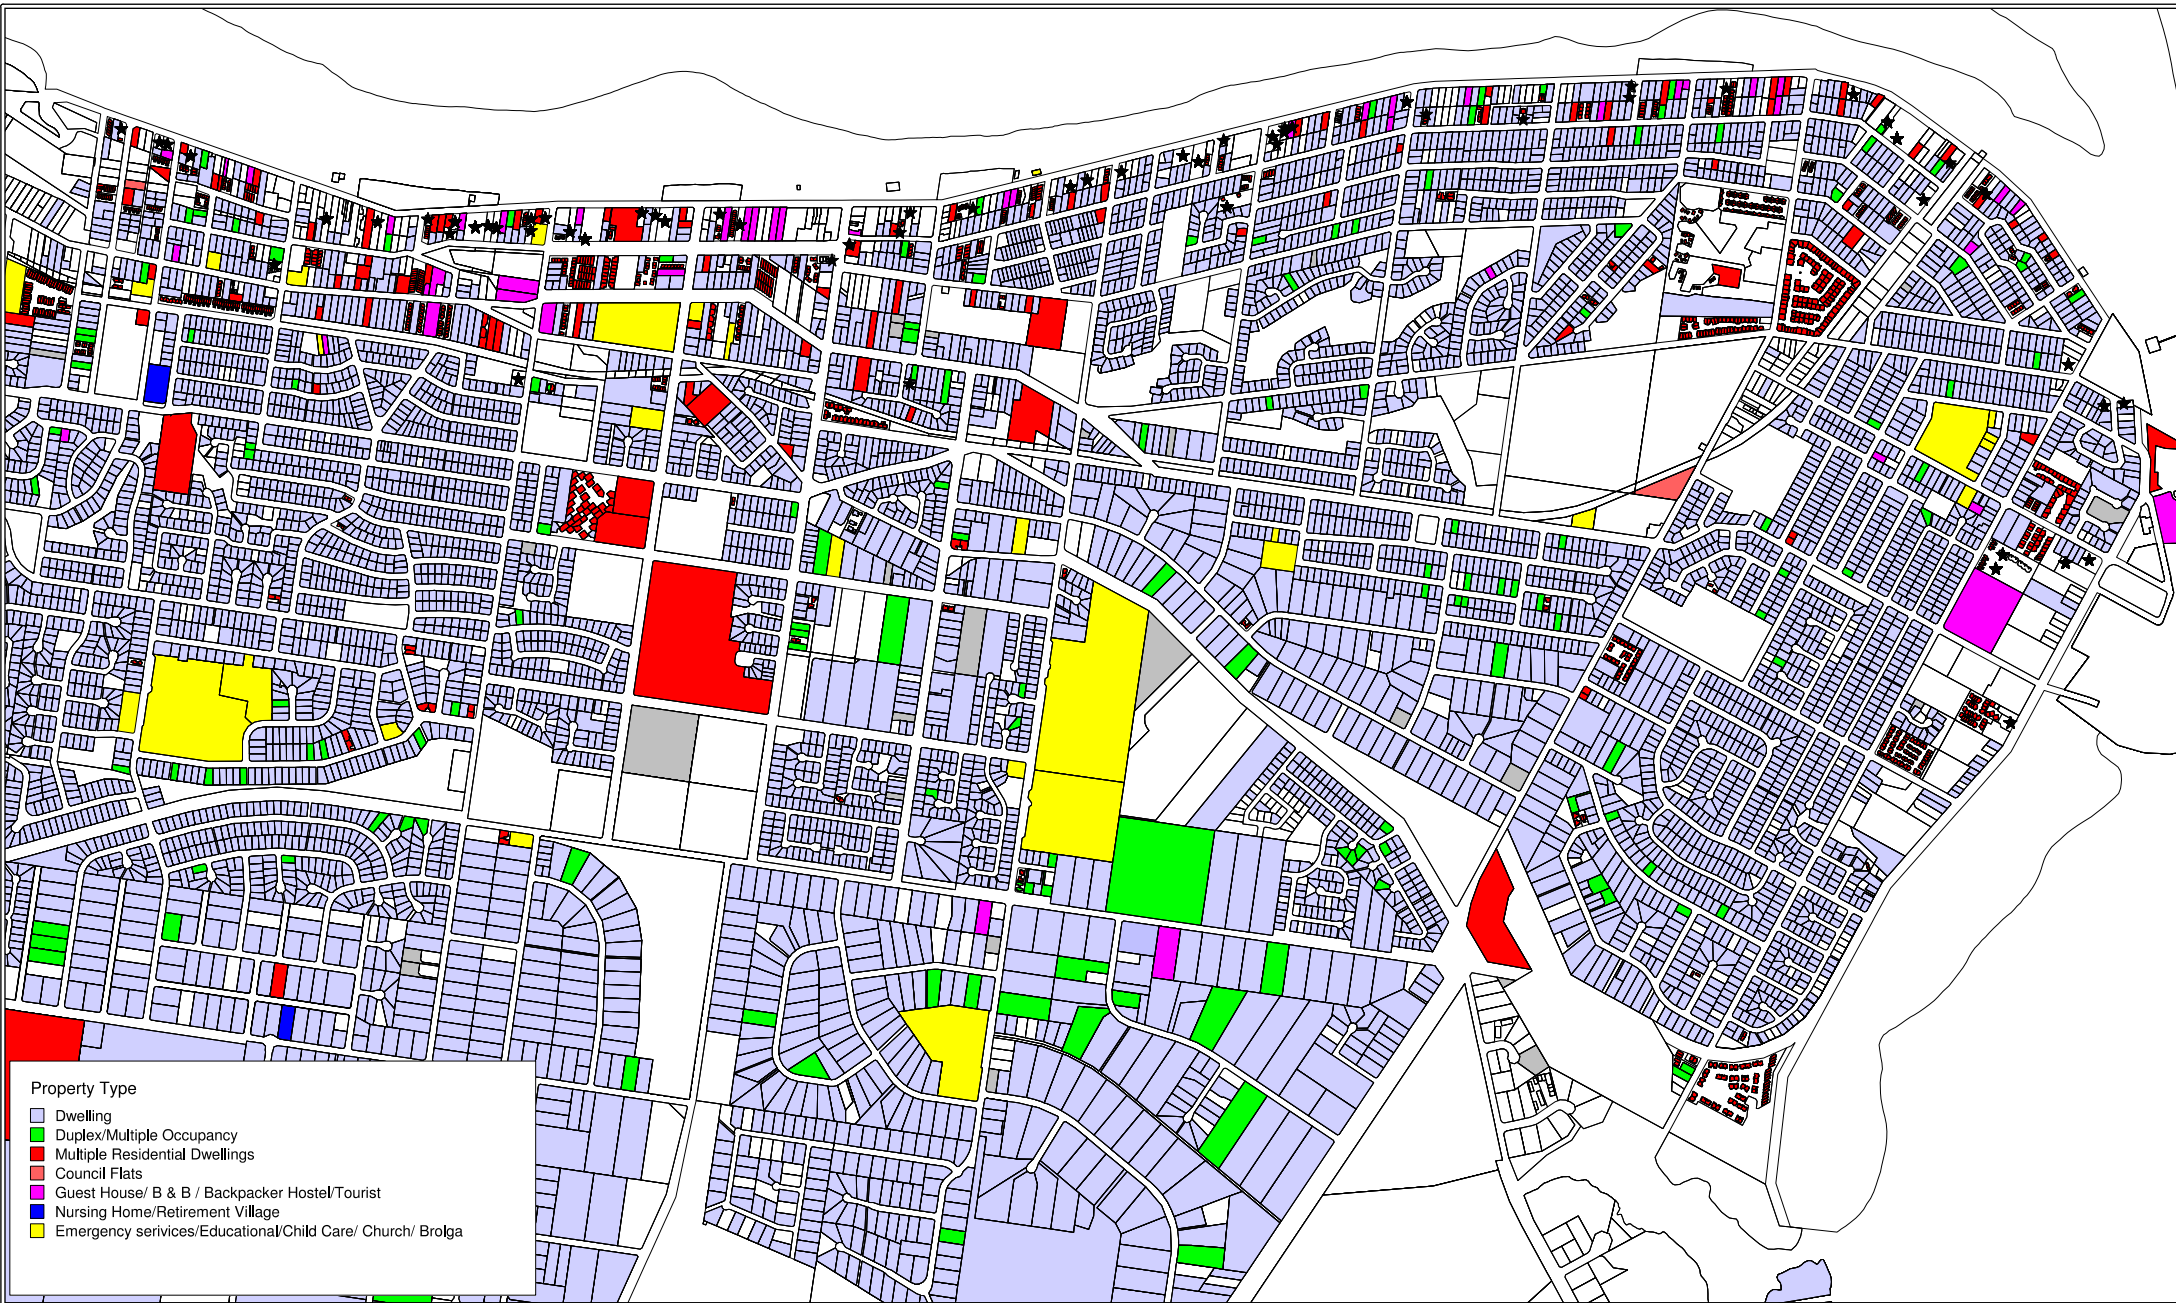 Property Type
Dwelling
Duplex/Multiple Occupancy
Multiple Residential Dwellings
Council Flats
Guest House/ B & B / Backpacker Hostel/Tourist
Nursing Home/Retirement Village
Emergency serivices/Educational/Child Care/ Church/ Brolga